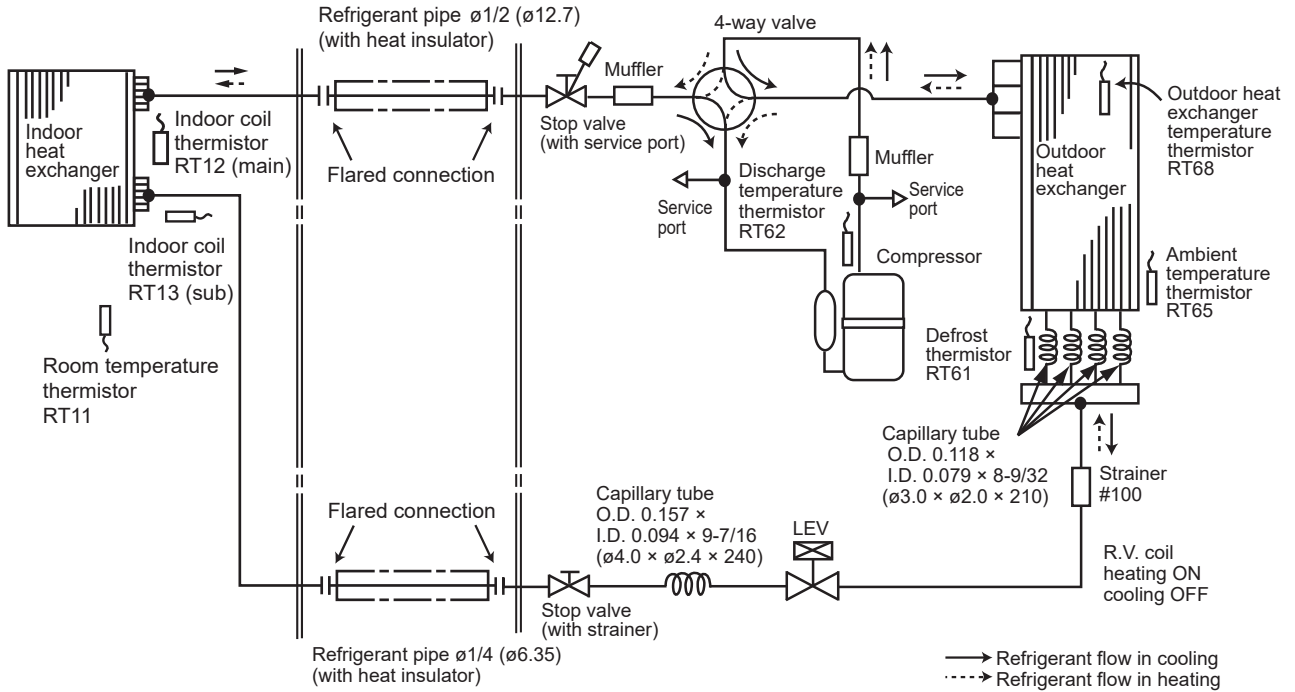 Refrigerant pipe ø1/2 (ø12.7)
(with heat insulator)
4-way valve
Muffler
Indoor
heat
exchanger
Indoor coil
thermistor
RT12 (main)
Flared connection
Stop valve
(with service port)
Outdoor heat
exchanger
temperature
thermistor
RT68
Outdoor
heat
exchanger
Muffler
Discharge
temperature
thermistor
RT62
Service
port
Service
port
Indoor coil
thermistor
RT13 (sub)
Compressor
Ambient
temperature
thermistor
RT65
Defrost
thermistor
RT61
Room temperature
thermistor
RT11
Capillary tube
O.D. 0.118 ×
I.D. 0.079 × 8-9/32
(ø3.0 × ø2.0 × 210)
Strainer
#100
Flared connection
Capillary tube
O.D. 0.157 ×
I.D. 0.094 × 9-7/16
(ø4.0 × ø2.4 × 240)
LEV
R.V. coil
heating ON
cooling OFF
Stop valve
(with strainer)
Refrigerant pipe ø1/4 (ø6.35)
(with heat insulator)
Refrigerant flow in cooling
Refrigerant flow in heating